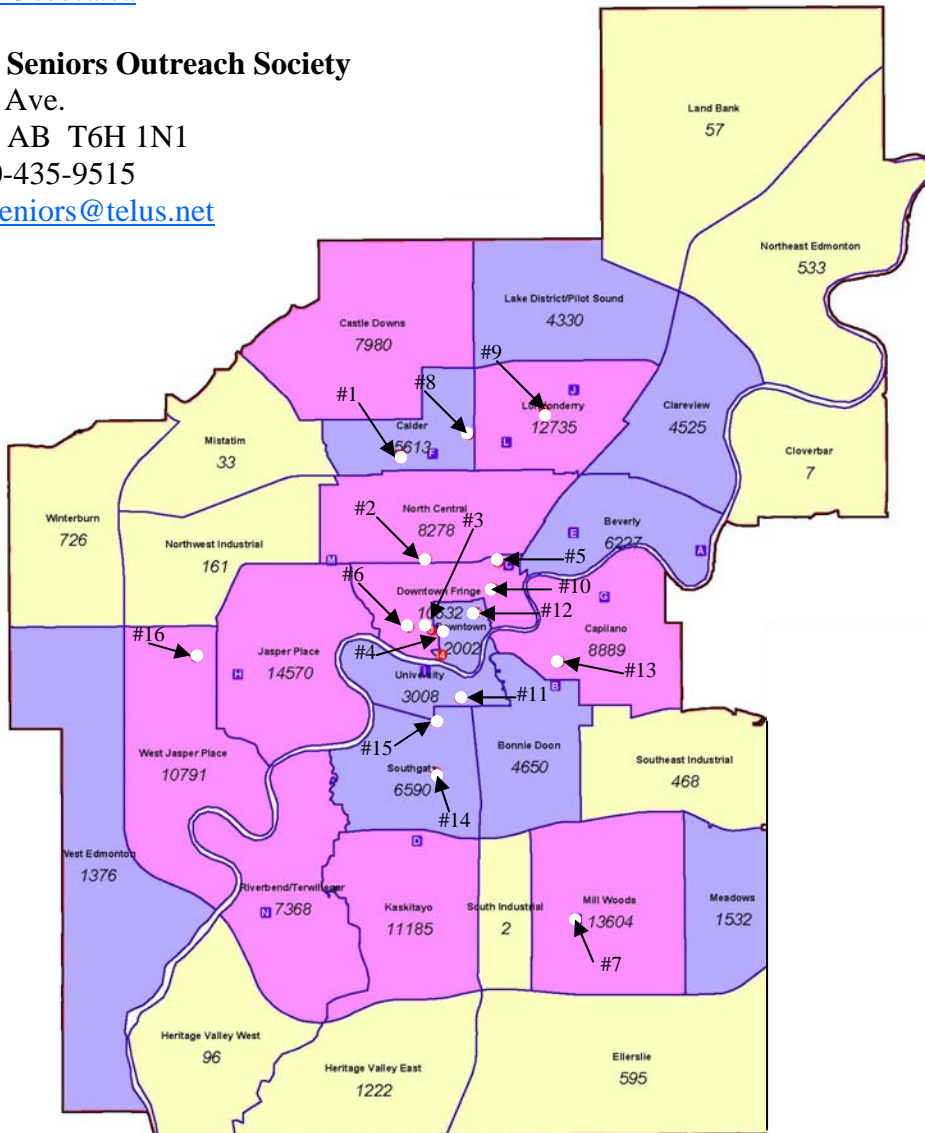 Seniors Outreach Society
Ave.
AB T6H 1N1
-435-9515
eniors@telus.net
Land Bank
57
Northeast Edmonton
533
Lake District/Pilot Sound
4330
Castle Downs
7980
#9
#8
#1
J
Londonderry
12735
Clareview
4525
Calder
5613
F
L
Mistatim
33
Cloverbar
7
Winterburn
726
North Central
8278
#2
#3
Beverly
6227
E
A
Northwest Industrial
161
M
#5
#6
Downtown Fringe
#10
G
#12
Downtown
2002
#4
Capilano
8889
#16
Jasper Place
14570
H
University
3008
#13
B
#11
#15
West Jasper Place
10791
Southgate
6590
Bonnie Doon
4650
Southeast Industrial
468
#14
D
West Edmonton
1376
Riverbend/Terwillegar
N
7368
Kaskitayo
11185
South Industrial
2
Mill Woods
13604
Meadows
1532
#7
Heritage Valley West
96
Heritage Valley East
1222
Ellerslie
595